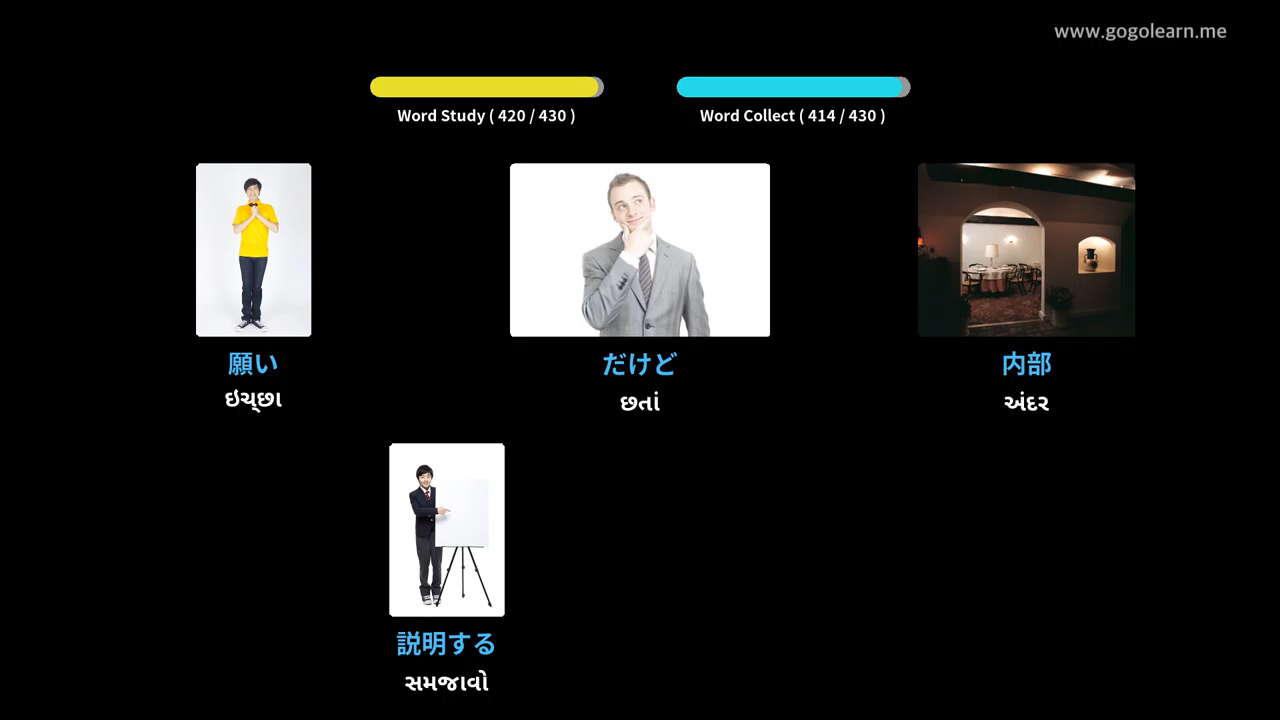 www.gogolearn.me
Word Study ( 420 / 430 )
Word Collect ( 414 / 430 )
願い
ઇચ્છા
だけど
છતાં
内部
અંદર
説明する
સમજાવો